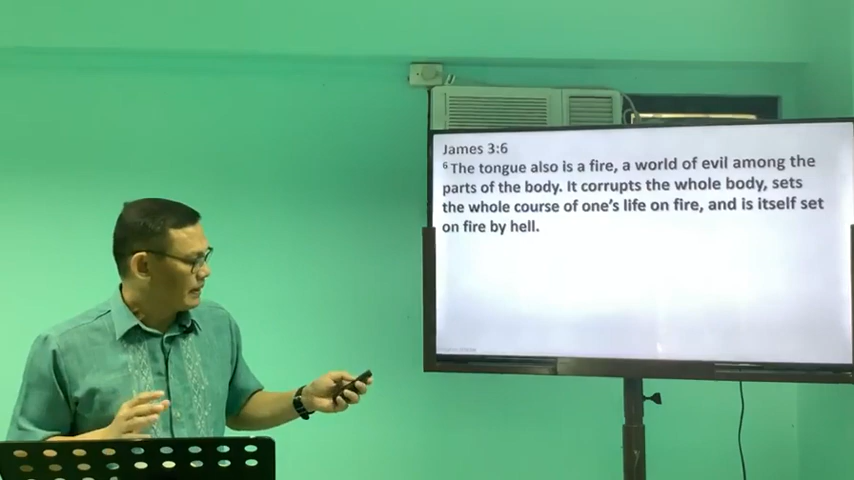 James 3:6
6 The tongue also is a fire, a world of evil among the
parts of the body. It corrupts the whole body, sets
the whole course of one's life on fire, and is itself set
on fire by hell.